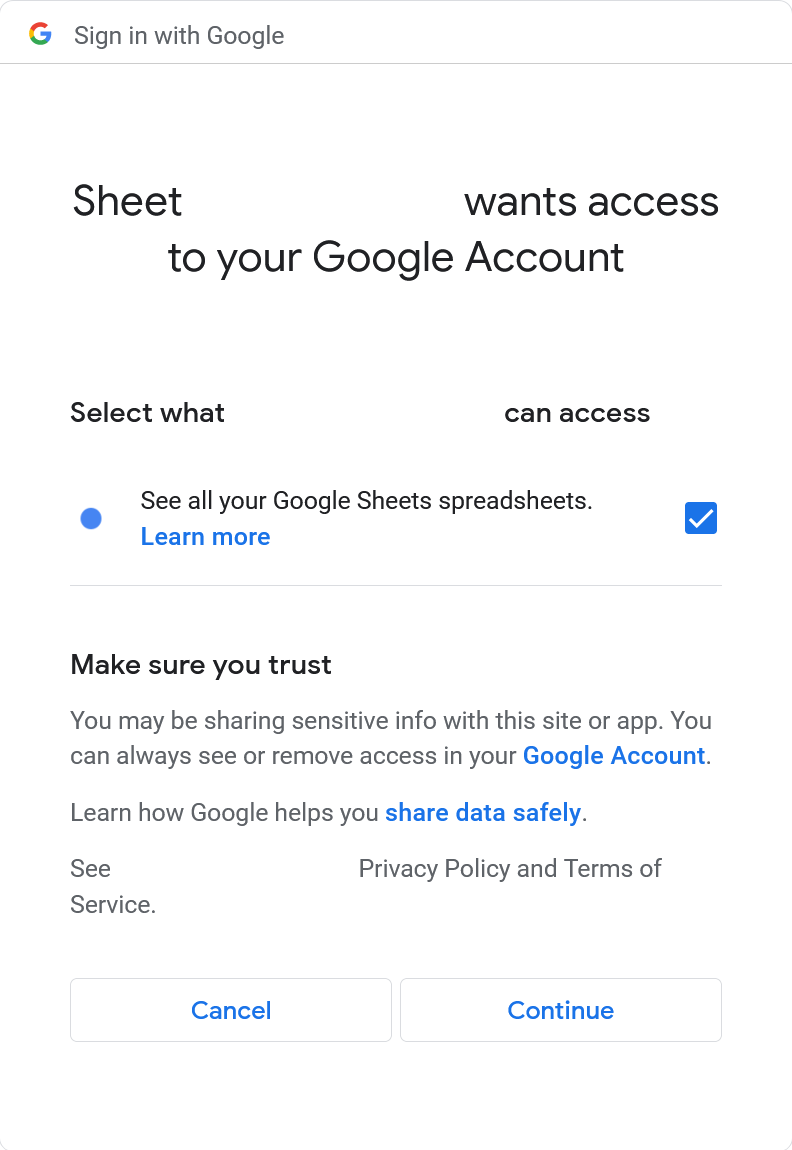 Sign in with Google
Sheet wants access
to your Google Account
Select what can access
See all your Google Sheets spreadsheets.
Learn more
Make sure you trust
You may be sharing sensitive info with this site or app. You
can always see or remove access in your Google Account.
Learn how Google helps you share data safely.
See Privacy Policy and Terms of
Service.
Cancel Continue